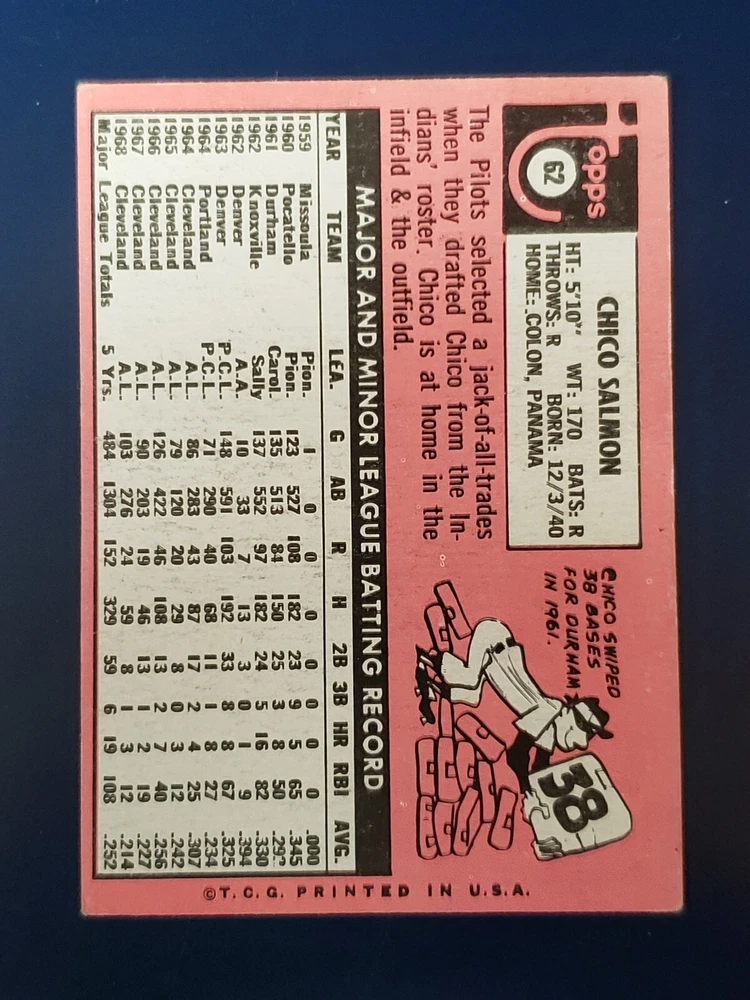 Topps
62
CHICO SALMON
HT: 5'10" WT: 170 BATS: R
THROWS: R BORN: 12/3/40
HOME: COLON, PANAMA
The Pilots selected a jack-of-all-trades
when they drafted Chico from the In-
dians' roster. Chico is at home in the
infield & the outfield.
CHICO SWIPED
38 BASES
FOR DURHAM
IN 1961.
38
MAJOR AND MINOR LEAGUE BATTING RECORD
YEAR TEAM LEA. G AB R H 2B 3B HR RBI AVG.
1959 Missoula Pion. 1 0 0 0 0 0 0 0 .000
1960 Pocatello Pion. 123 527 108 182 23 9 5 65 .345
1961 Durham Carol. 135 513 84 150 25 3 8 50 .292
1962 Knoxville Sally 137 552 97 182 24 5 16 82 .330
1962 Denver A.A. 10 33 7 13 3 0 1 9 .394
1963 Denver P.C.L. 148 591 103 192 33 8 8 67 .325
1964 Portland P.C.L. 71 290 40 68 11 1 8 27 .234
1964 Cleveland A.L. 86 283 43 87 17 2 4 25 .307
1965 Cleveland A.L. 79 120 20 29 8 0 3 12 .242
1966 Cleveland A.L. 126 422 46 108 13 2 7 40 .256
1967 Cleveland A.L. 90 203 19 46 13 1 2 19 .227
1968 Cleveland A.L. 103 276 24 59 8 1 3 12 .214
Major League Totals 5 Yrs. 484 1304 152 329 59 6 19 108 .252
©T.C.G. PRINTED IN U.S.A.